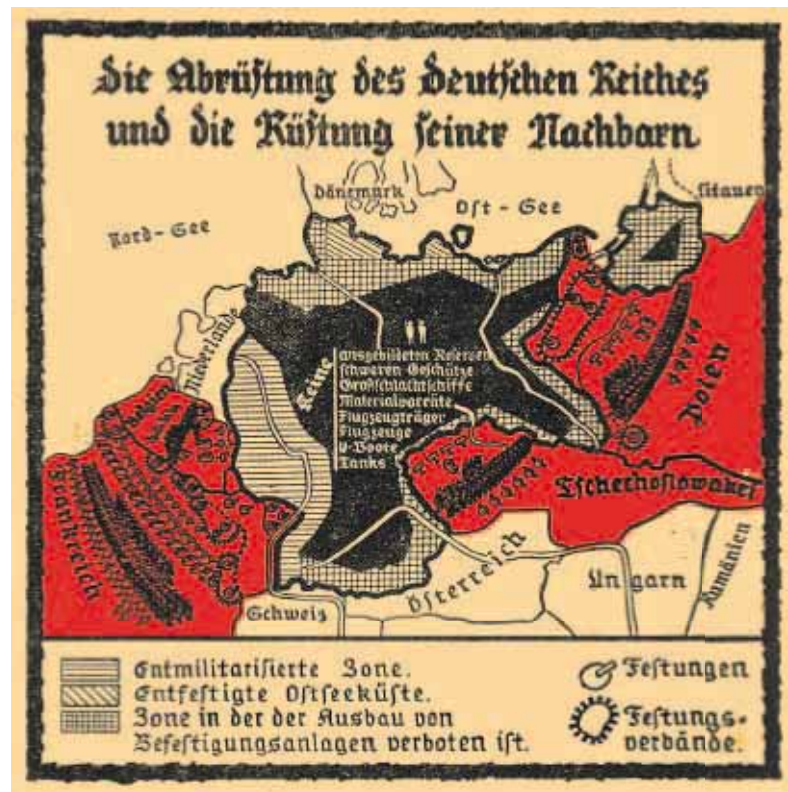 Die Abrüstung des Deutschen Reiches
und die Rüstung seiner Nachbarn
Dänemark
Litauen
Ost-See
Nord-See
Niederlande
Keine
ausgebildeten Reserven
schweren Geschütze
Großschlachtschiffe
Materialvorräte
Flugzeugträger
Flugzeuge
U-Boote
Tanks
Polen
Belgien
Tschechoslowakei
Frankreich
Österreich
Ungarn
Rumänien
Schweiz
Entmilitarisierte Zone.
Entfestigte Ostseeküste.
Zone in der der Ausbau von
Befestigungsanlagen verboten ist.
Festungen
Festungs-
verbände.